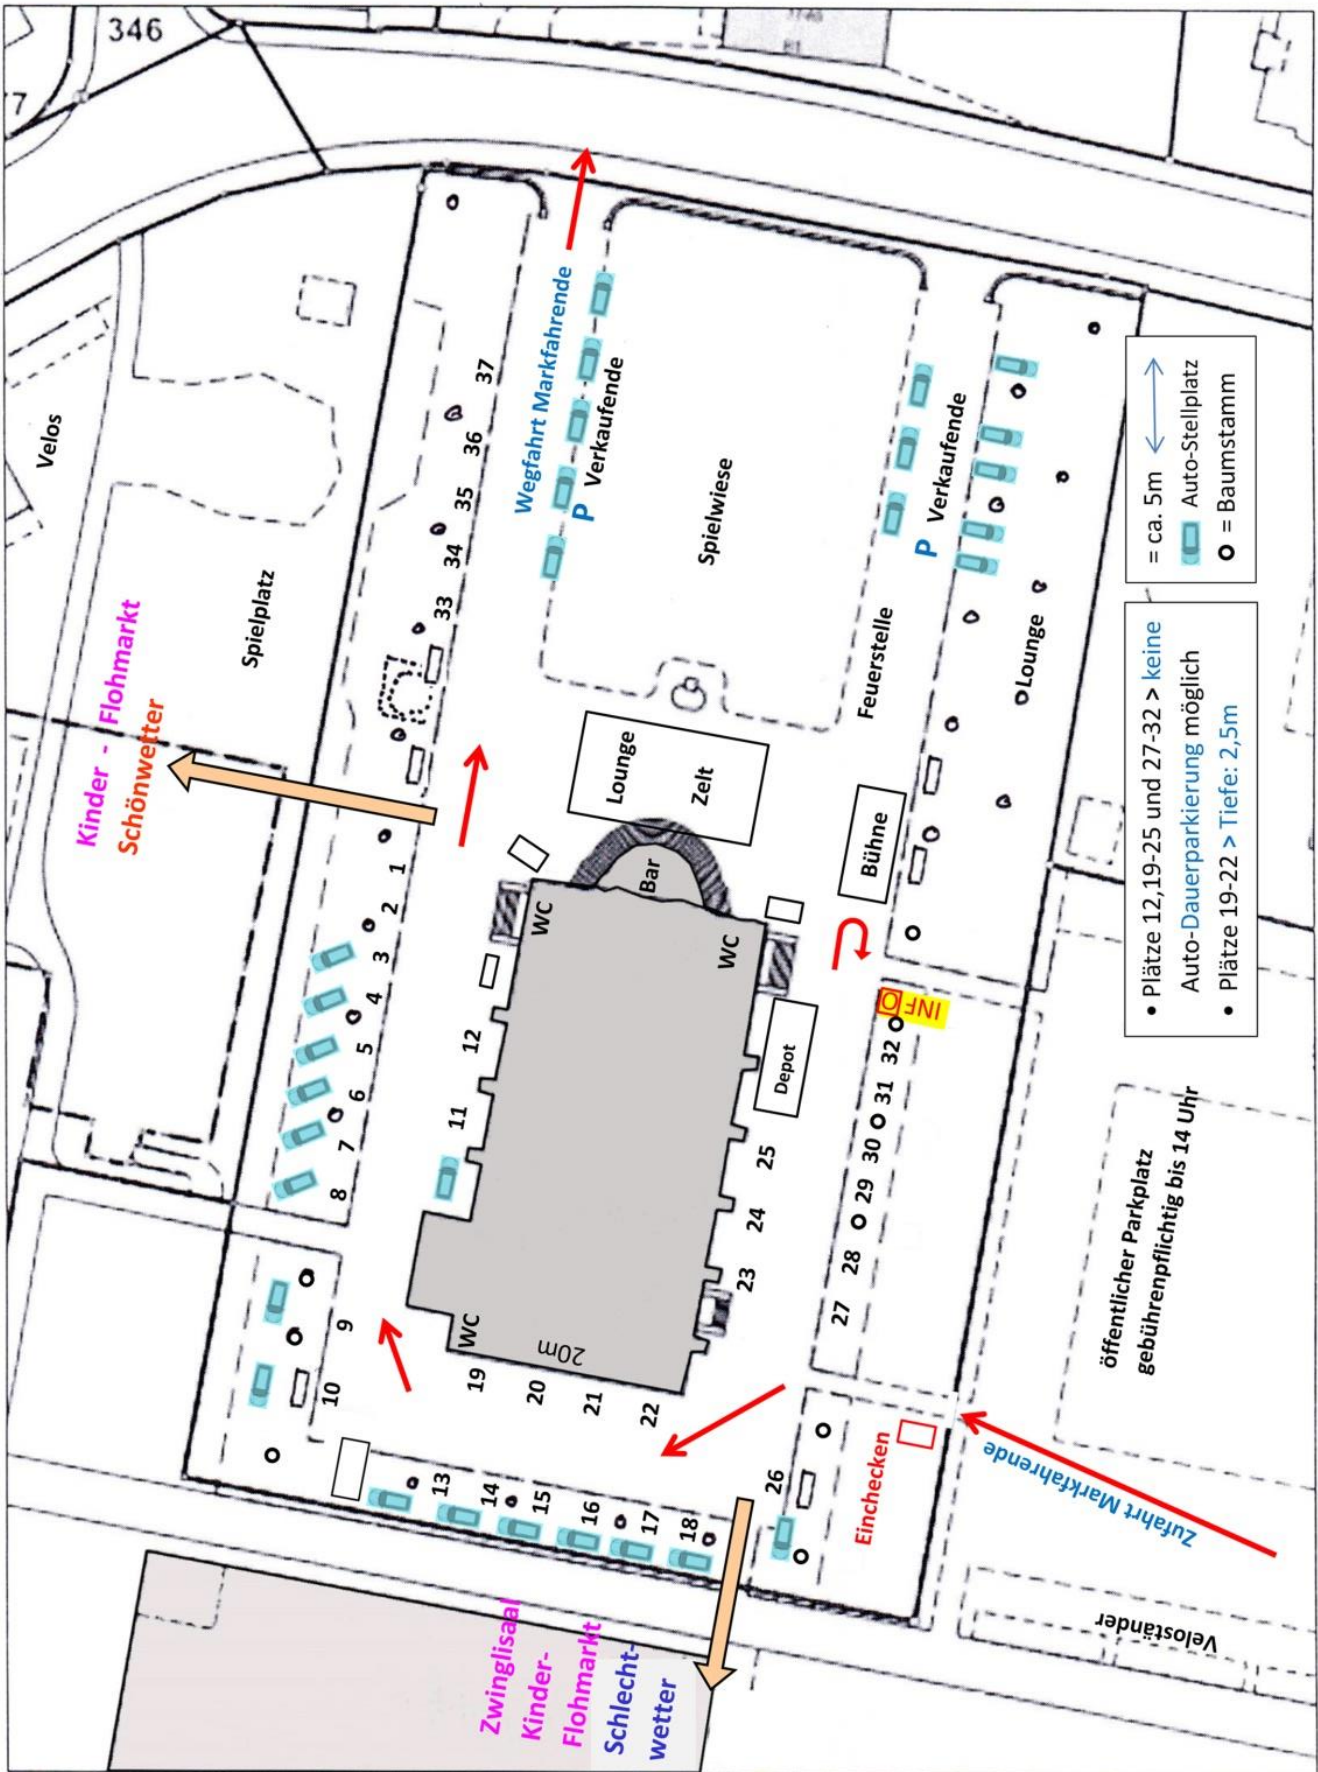 346
7
Velos
Kinder - Flohmarkt
Schönwetter
Spielplatz
Wegfahrt Markfahrende
P Verkaufende
Spielwiese
P Verkaufende
Feuerstelle
Lounge
Lounge
Zelt
Bar
Bühne
WC
WC
WC
Depot
INFO
20m
1
2
3
4
5
6
7
8
9
10
11
12
13
14
15
16
17
18
19
20
21
22
23
24
25
26
27
28
29
30
31
32
33
34
35
36
37
Zwinglisaal
Kinder-
Flohmarkt
Schlecht-
wetter
Einchecken
Zufahrt Markfahrende
Veloständer
öffentlicher Parkplatz
gebührenpflichtig bis 14 Uhr
• Plätze 12,19-25 und 27-32 > keine
Auto-Dauerparkierung möglich
• Plätze 19-22 > Tiefe: 2,5m
= ca. 5m
Auto-Stellplatz
= Baumstamm